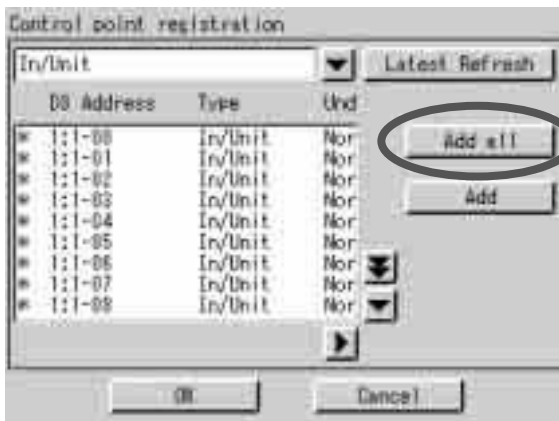 Control point registration
In/Unit Latest Refresh
D3 Address Type Und
* 1:1-00 In/Unit Nor
* 1:1-01 In/Unit Nor
* 1:1-02 In/Unit Nor
* 1:1-03 In/Unit Nor
* 1:1-04 In/Unit Nor
* 1:1-05 In/Unit Nor
* 1:1-06 In/Unit Nor
* 1:1-07 In/Unit Nor
* 1:1-08 In/Unit Nor
Add all
Add
OK Cancel